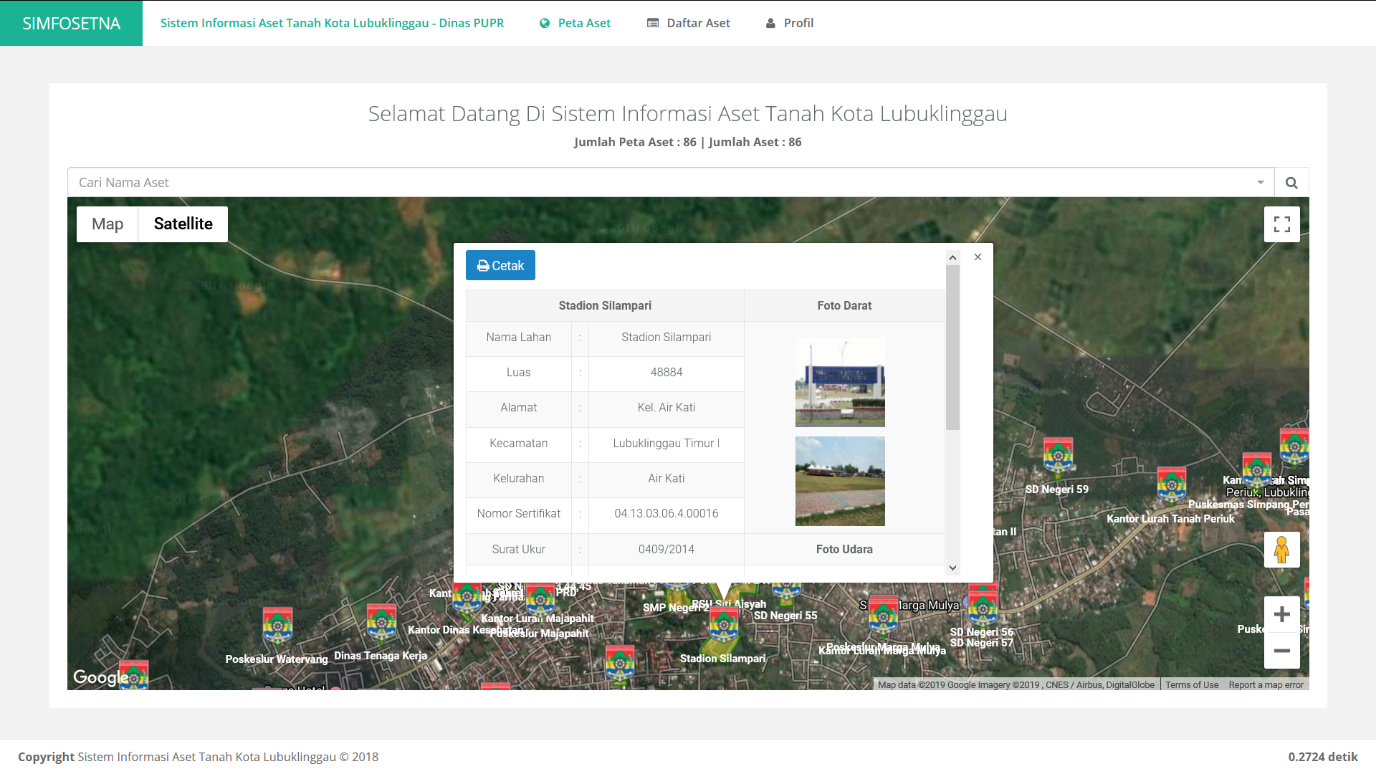 SIMFOSETNA
Sistem Informasi Aset Tanah Kota Lubuklinggau - Dinas PUPR
Peta Aset
Daftar Aset
Profil
Selamat Datang Di Sistem Informasi Aset Tanah Kota Lubuklinggau
Jumlah Peta Aset : 86 | Jumlah Aset : 86
Cari Nama Aset
Map
Satellite
Cetak
×
Stadion Silampari
Foto Darat
Nama Lahan : Stadion Silampari
Luas : 48884
Alamat : Kel. Air Kati
Kecamatan : Lubuklinggau Timur I
Kelurahan : Air Kati
Nomor Sertifikat : 04.13.03.06.4.00016
Surat Ukur : 0409/2014
Foto Udara
SD Negeri 59
Puskesmas Simpang Per
Kantor Lurah Tanah Periuk
Periuk, Lubuklin
SMP Negeri 2
RSU Siti Aisyah
SD Negeri 55
Marga Mulya
Kantor Lurah Majapahit
Poskeslur Majapahit
Kantor Dinas Kesehatan
SD Negeri 56
SD Negeri 57
Poskeslur Marga Mulya
Kantor Lurah Marga Mulya
Poskeslur Watervang
Dinas Tenaga Kerja
Stadion Silampari
Google
Map data ©2019 Google Imagery ©2019 , CNES / Airbus, DigitalGlobe
Terms of Use
Report a map error
Copyright Sistem Informasi Aset Tanah Kota Lubuklinggau © 2018
0.2724 detik